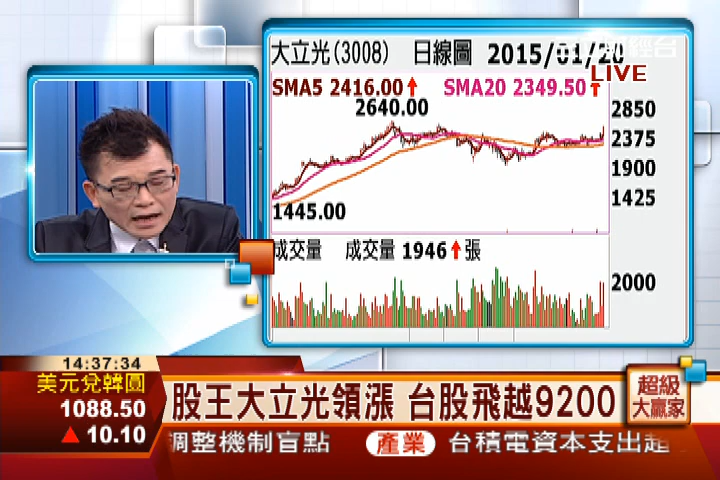 大立光(3008) 日線圖 2015/01/20
LIVE
SMA5 2416.00↑ SMA20 2349.50↑
2640.00
2850
2375
1900
1425
1445.00
成交量 成交量 1946↑張
2000
14:37:34
美元兌韓圓
1088.50
▲10.10
股王大立光領漲 台股飛越9200
超級
大贏家
調整機制盲點 產業 台積電資本支出超